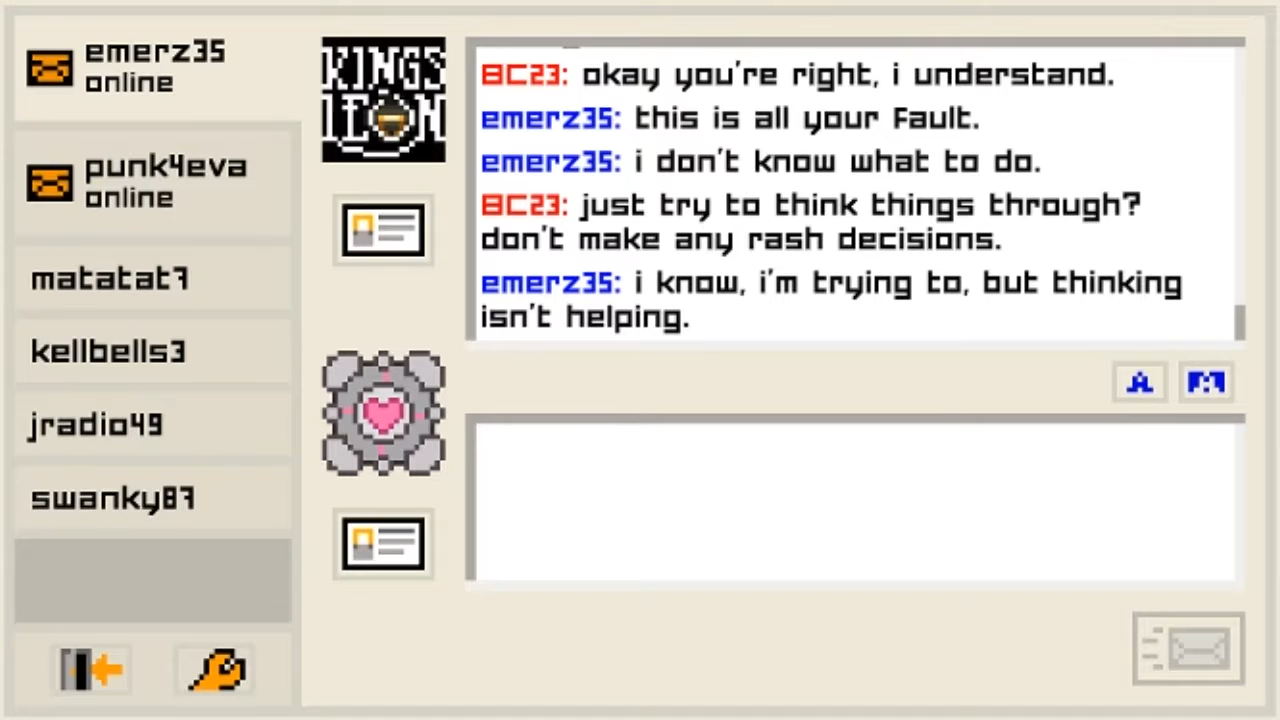 emerz35
online
punk4eva
online
matatat7
kellbells3
jradio49
swanky87
KINGS
LEON
BC23: okay you're right, i understand.
emerz35: this is all your fault.
emerz35: i don't know what to do.
BC23: just try to think things through?
don't make any rash decisions.
emerz35: i know, i'm trying to, but thinking
isn't helping.
A